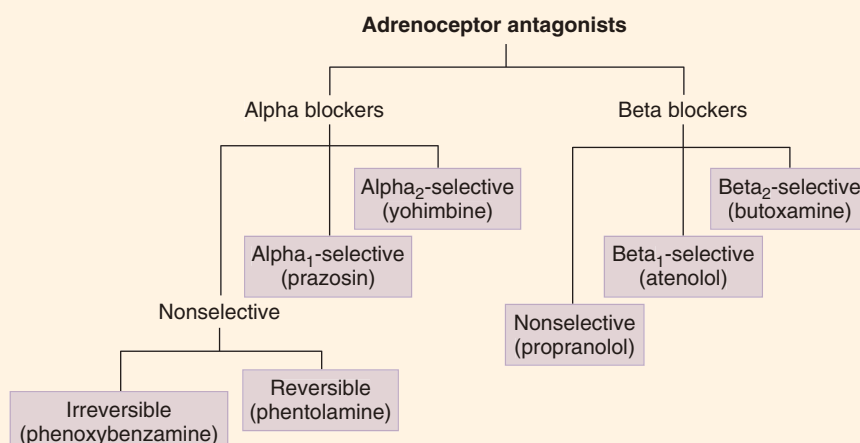 Adrenoceptor antagonists
Alpha blockers
Beta blockers
Alpha2-selective
(yohimbine)
Beta2-selective
(butoxamine)
Alpha1-selective
(prazosin)
Beta1-selective
(atenolol)
Nonselective
Nonselective
(propranolol)
Reversible
(phentolamine)
Irreversible
(phenoxybenzamine)